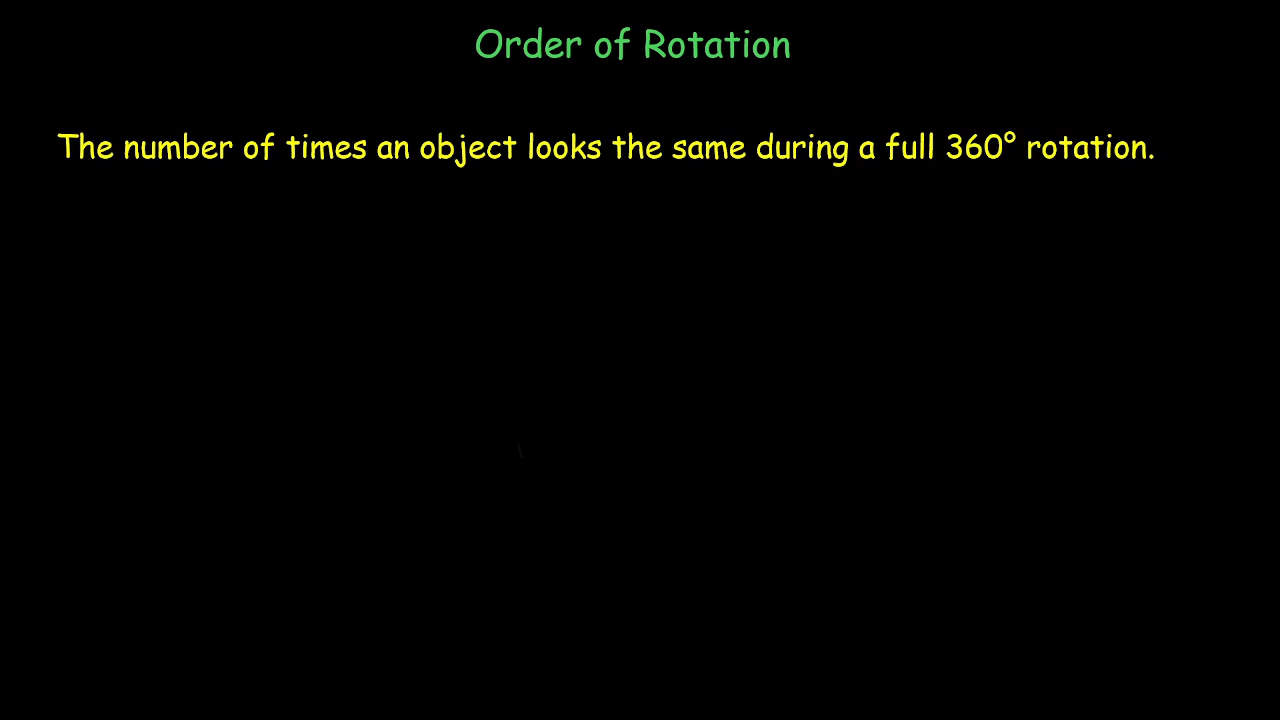 Order of Rotation
The number of times an object looks the same during a full 360° rotation.